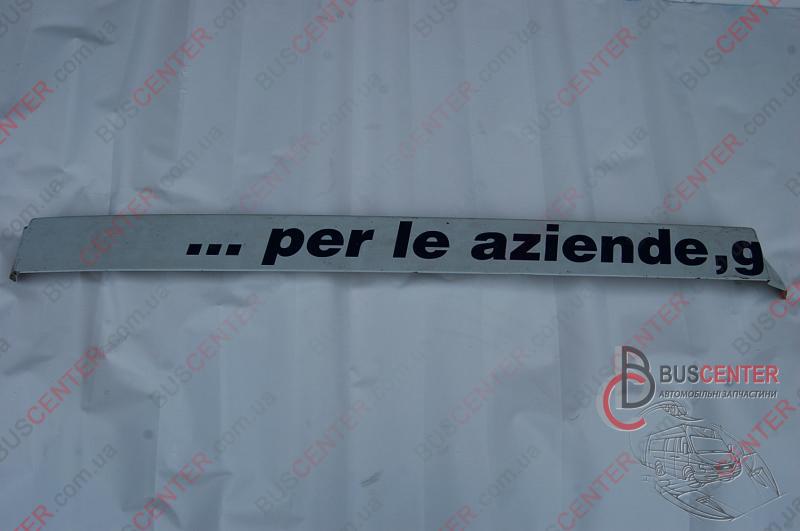 ... per le aziende,g
BUSCENTER
АВТОМОБІЛЬНІ ЗАПЧАСТИНИ
BUSCENTER.com.ua